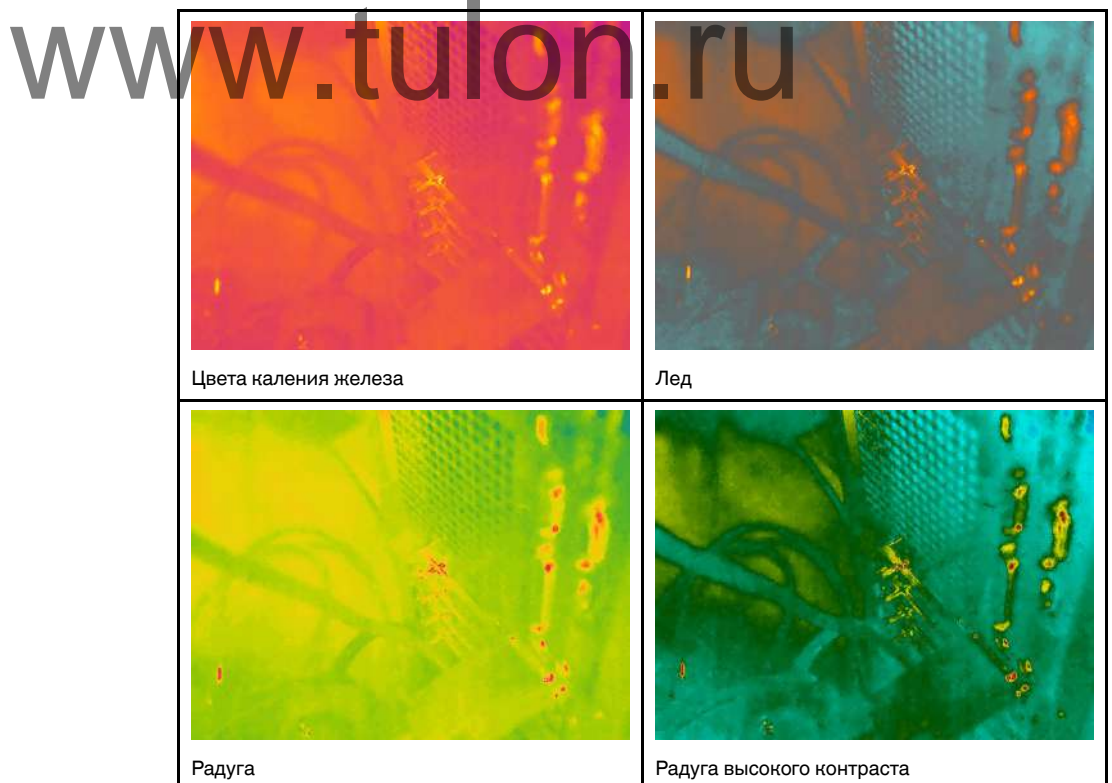 www.tulon.ru
Цвета каления железа
Лед
Радуга
Радуга высокого контраста